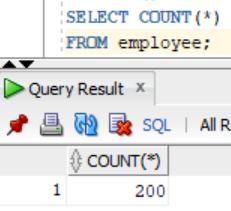 SELECT COUNT(*)
FROM employee;
Query Result x
SQL | All R
COUNT(*)
1 200